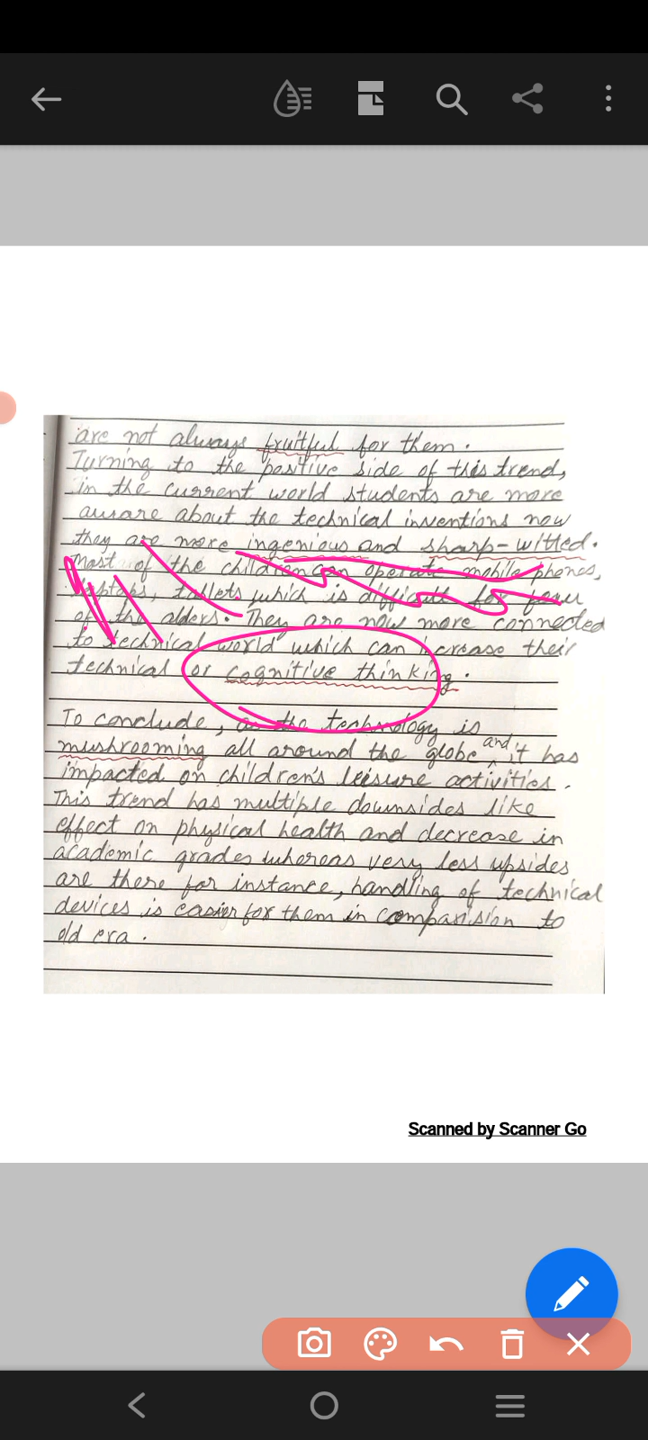 are not always fruitful for them.
Turning to the positive side of this trend,
in the current world students are more
aware about the technical inventions now
they are more ingenious and sharp-witted.
Most of the children can operate mobile phones,
laptops, tablets which is difficult for few
of the alders. They are now more connected
to technical world which can increase their
technical or cognitive thinking.
To conclude, as the technology is
mushrooming all around the globe and it has
impacted on children's leisure activities.
This trend has multiple downsides like
effect on physical health and decrease in
academic grades whereas very less upsides
are there for instance, handling of technical
devices is easier for them in comparision to
old era.
Scanned by Scanner Go